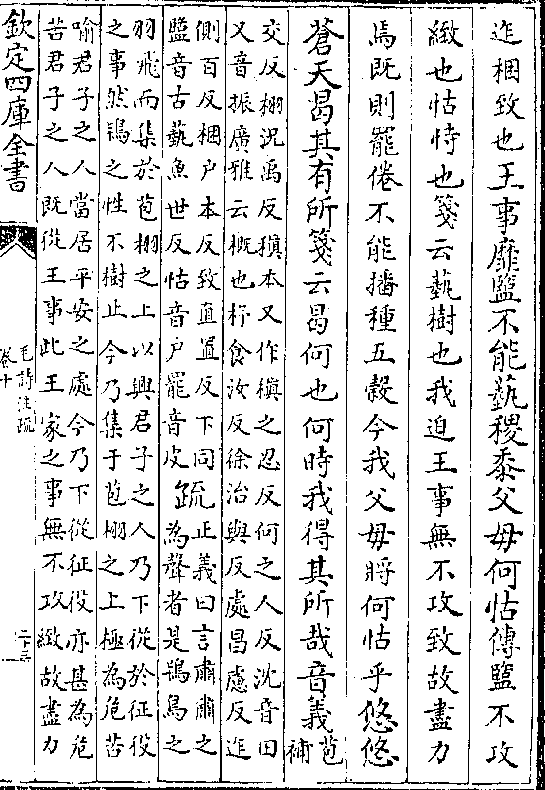 迮梱致也王事靡盬不能蓺稷黍父母何怙傳盬不攻
緻也怙恃也箋云蓺樹也我迫王事無不攻致故盡力
焉既則罷倦不能播種五穀今我父母將何怙乎悠悠
蒼天曷其有所箋云曷何也何時我得其所哉音義苞補
交反栩況禹反稹本又作縝之忍反何之人反沈音田
又音振廣雅云概也杼食汝反徐治與反處昌慮反迮
側百反梱户本反致直置反下同
盬音古蓺魚世反怙音户罷音皮疏正義曰言肅肅之
為聲者是鴇鳥之
羽飛而集於苞栩之上以興君子之人乃下從於征役
之事然鴇之性不樹止今乃集于苞栩之上極為危苦
喻君子之人當居平安之處今乃下從征役亦甚為危
苦君子之人既從王事此王家之事無不攻緻故盡力
欽定四庫全書
毛詩注疏
卷十
二十三